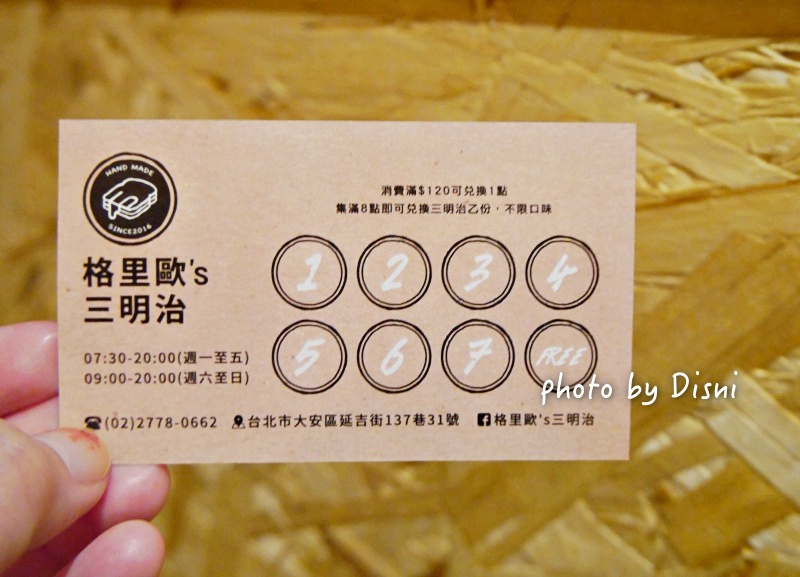 HAND MADE
SINCE2016
格里歐's
三明治
07:30-20:00(週一至五)
09:00-20:00(週六至日)
消費滿$120可兌換1點
集滿8點即可兌換三明治乙份，不限口味
1 2 3 4
5 6 7 FREE
photo by Disni
(02)2778-0662 台北市大安區延吉街137巷31號 格里歐's三明治